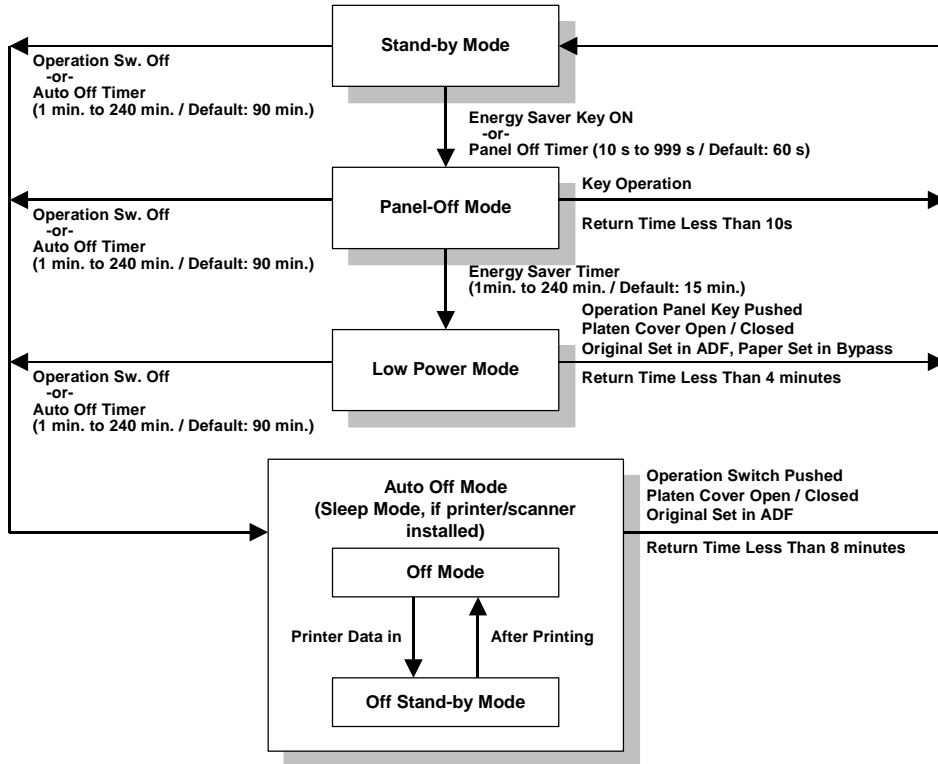 Stand-by Mode
Operation Sw. Off
-or-
Auto Off Timer
(1 min. to 240 min. / Default: 90 min.)
Energy Saver Key ON
-or-
Panel Off Timer (10 s to 999 s / Default: 60 s)
Panel-Off Mode
Key Operation
Return Time Less Than 10s
Operation Sw. Off
-or-
Auto Off Timer
(1 min. to 240 min. / Default: 90 min.)
Energy Saver Timer
(1min. to 240 min. / Default: 15 min.)
Operation Panel Key Pushed
Platen Cover Open / Closed
Original Set in ADF, Paper Set in Bypass
Return Time Less Than 4 minutes
Low Power Mode
Operation Sw. Off
-or-
Auto Off Timer
(1 min. to 240 min. / Default: 90 min.)
Auto Off Mode
(Sleep Mode, if printer/scanner
installed)
Operation Switch Pushed
Platen Cover Open / Closed
Original Set in ADF
Return Time Less Than 8 minutes
Off Mode
Printer Data in
After Printing
Off Stand-by Mode